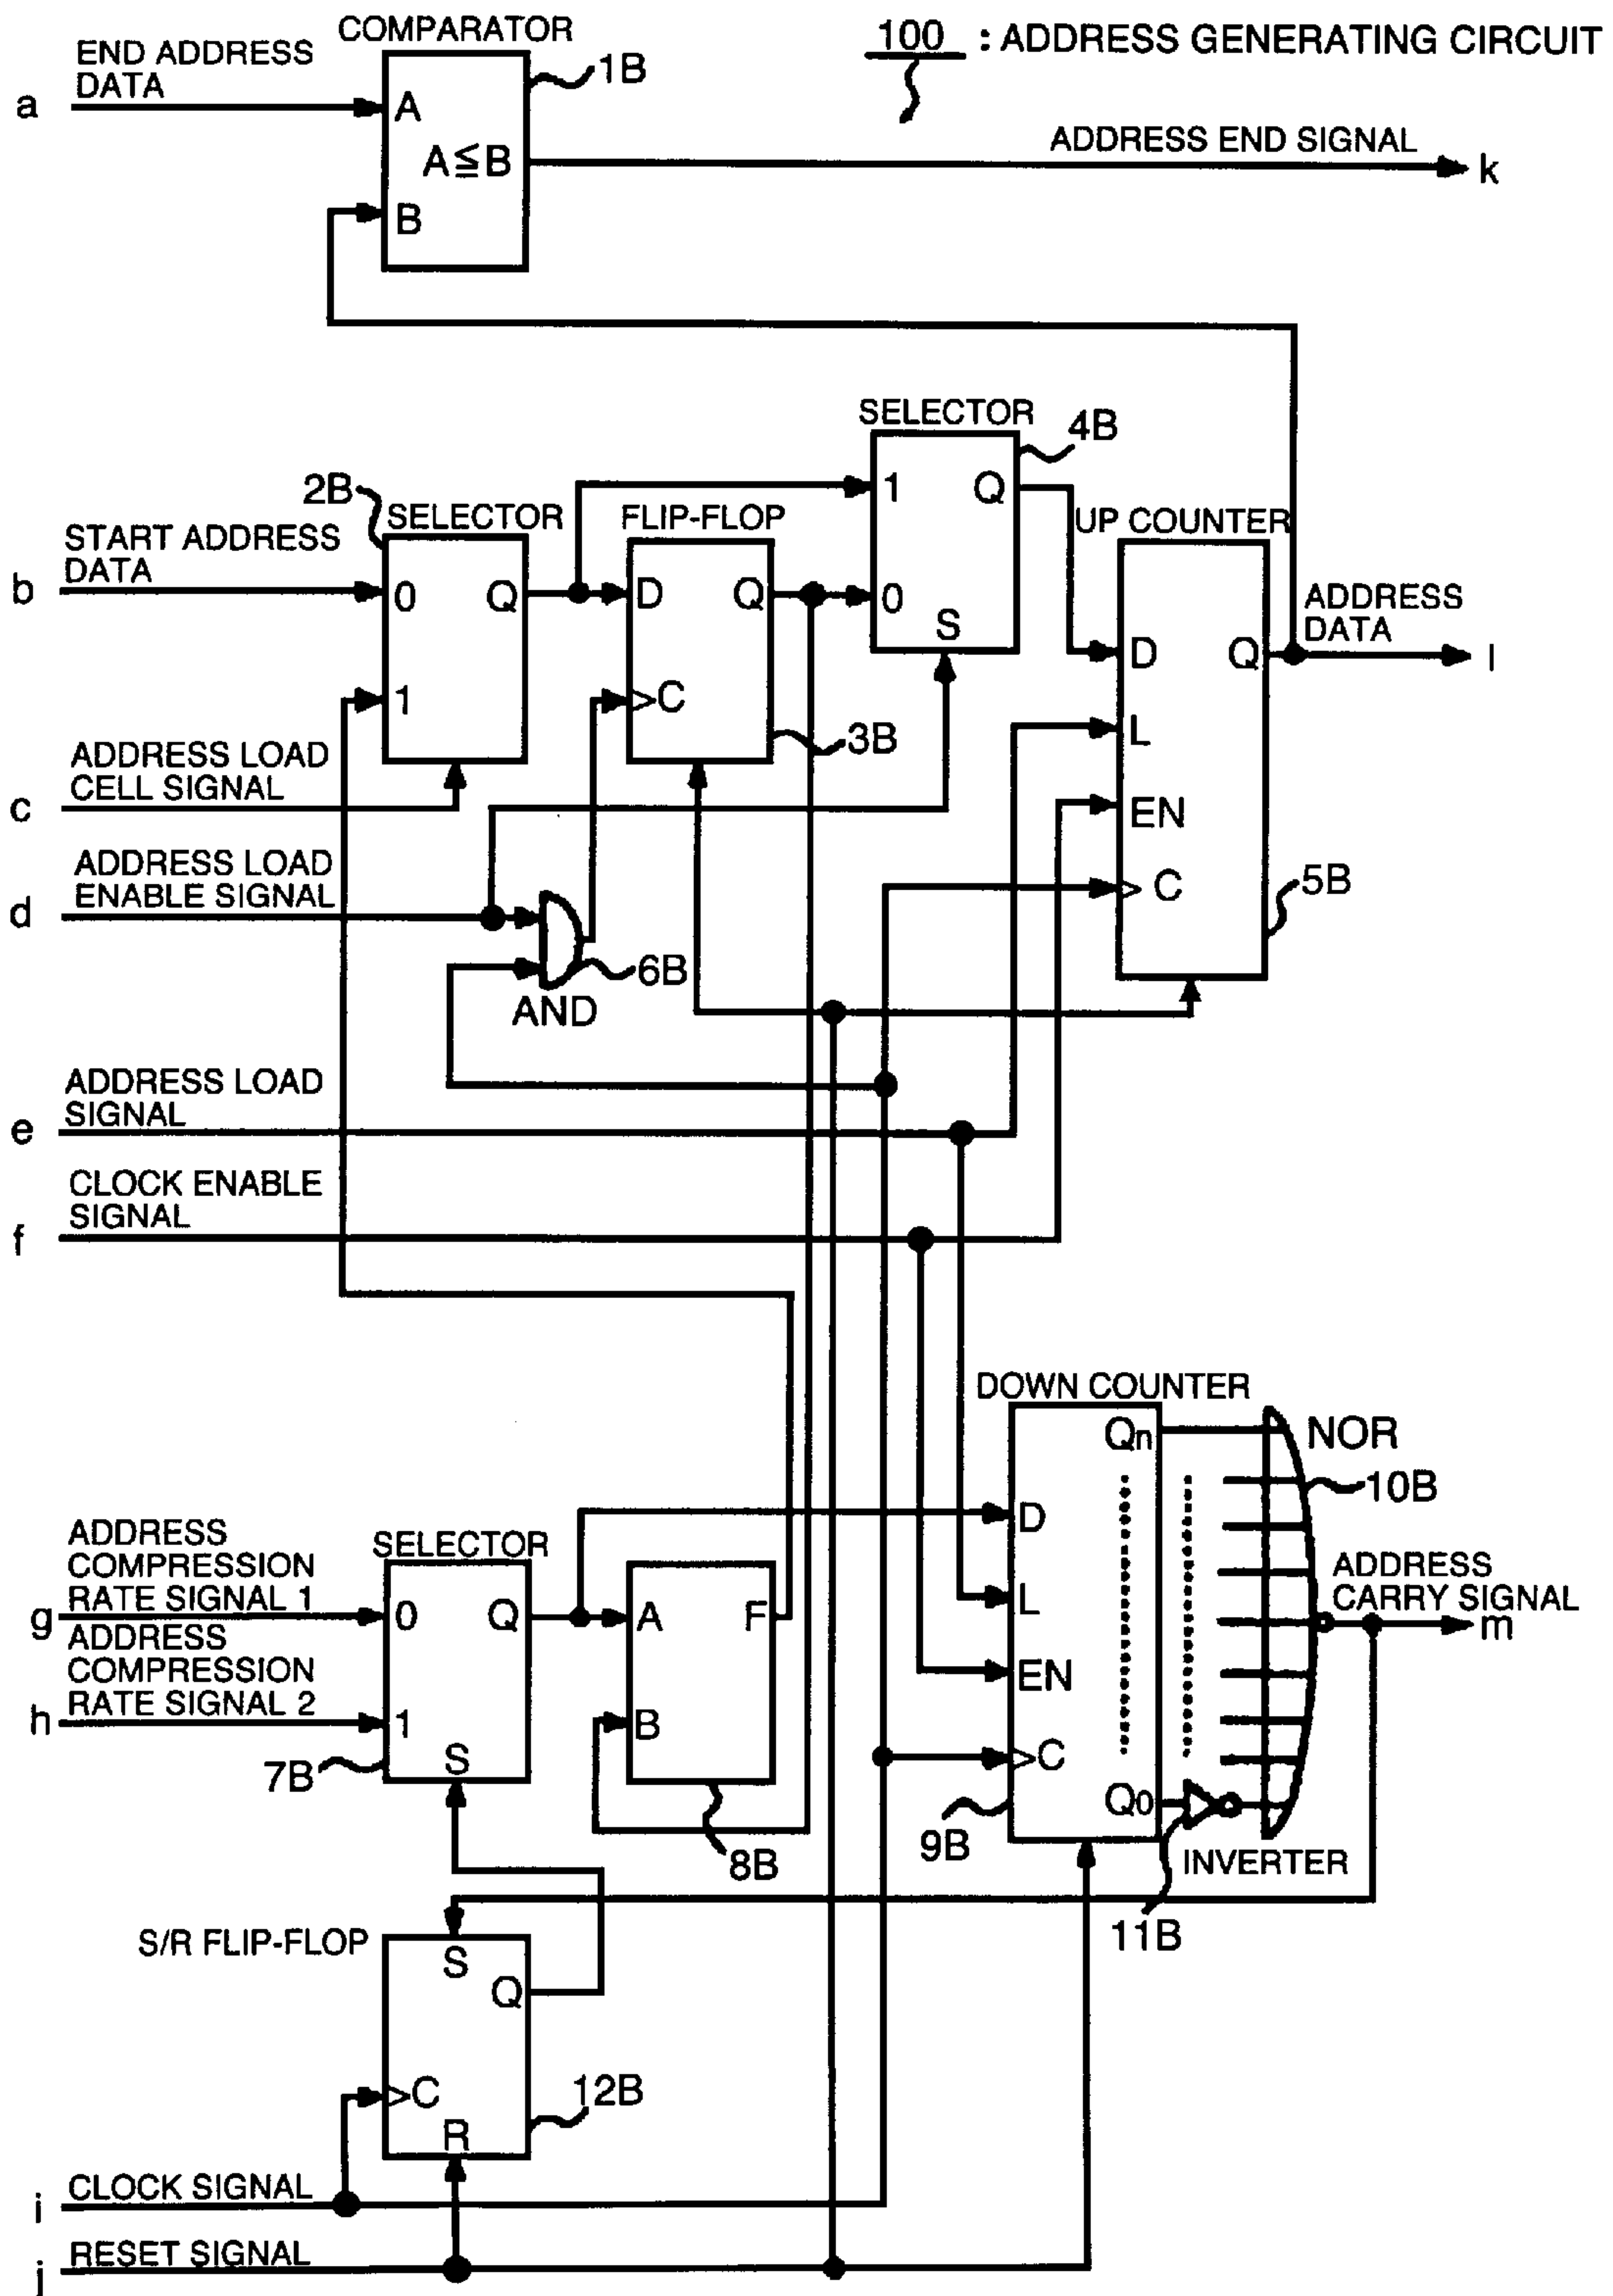 COMPARATOR
100 : ADDRESS GENERATING CIRCUIT
END ADDRESS
DATA
1B
a
A
A≦B
B
ADDRESS END SIGNAL
k
SELECTOR
4B
2B
SELECTOR
FLIP-FLOP
1
Q
UP COUNTER
START ADDRESS
DATA
b
0
Q
D
Q
0
S
ADDRESS
DATA
D
Q
l
1
C
3B
L
ADDRESS LOAD
CELL SIGNAL
c
EN
ADDRESS LOAD
ENABLE SIGNAL
d
C
5B
6B
AND
ADDRESS LOAD
SIGNAL
e
CLOCK ENABLE
SIGNAL
f
DOWN COUNTER
Qn
NOR
10B
D
ADDRESS
COMPRESSION
RATE SIGNAL 1
g
SELECTOR
0
Q
A
F
L
ADDRESS
CARRY SIGNAL
m
ADDRESS
COMPRESSION
RATE SIGNAL 2
h
1
S
7B
B
EN
C
Q0
8B
9B
INVERTER
11B
S/R FLIP-FLOP
S
Q
C
R
12B
CLOCK SIGNAL
i
RESET SIGNAL
j